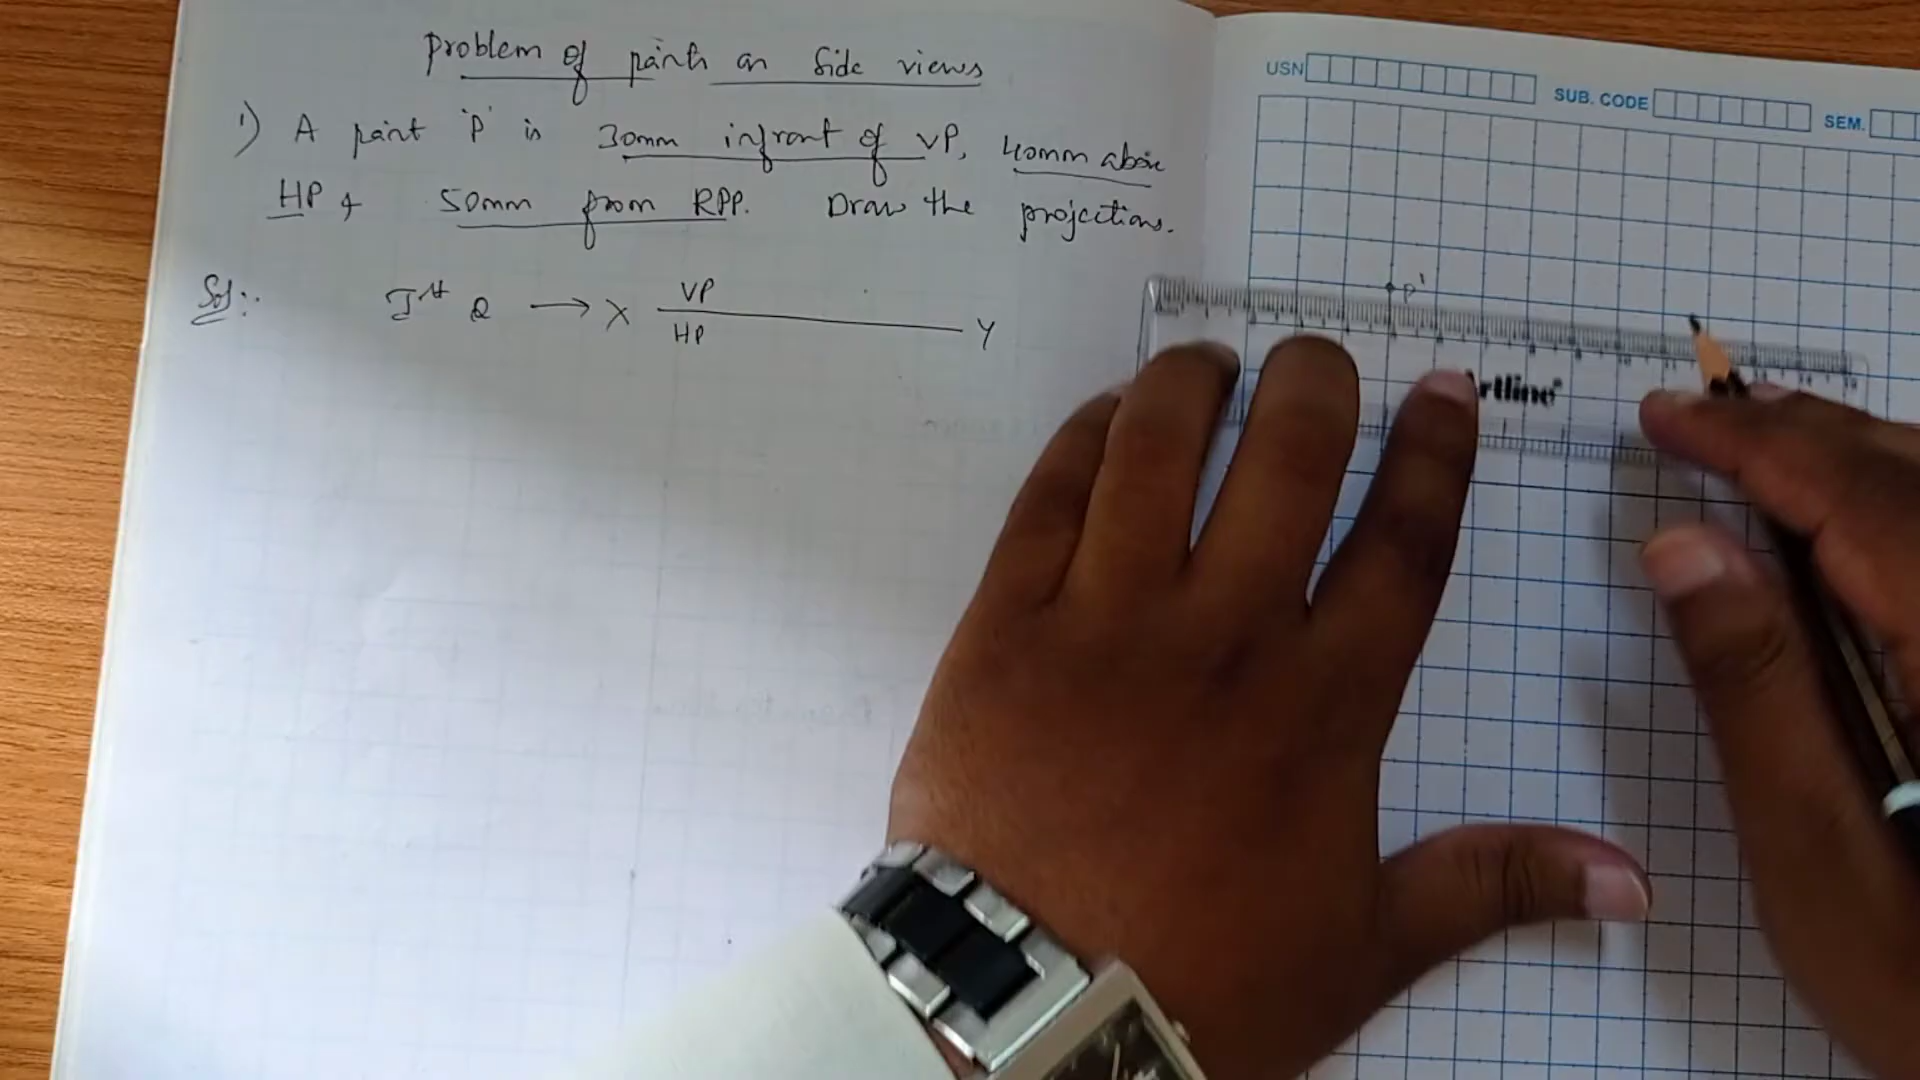 Problem of points on Side views
1) A point 'P' is 30mm infront of VP, 40mm above
HP & 50mm from RPP. Draw the projections.
Sol:- Ist Q → X VP Y
HP
USN
SUB. CODE
SEM.
P'
Artline